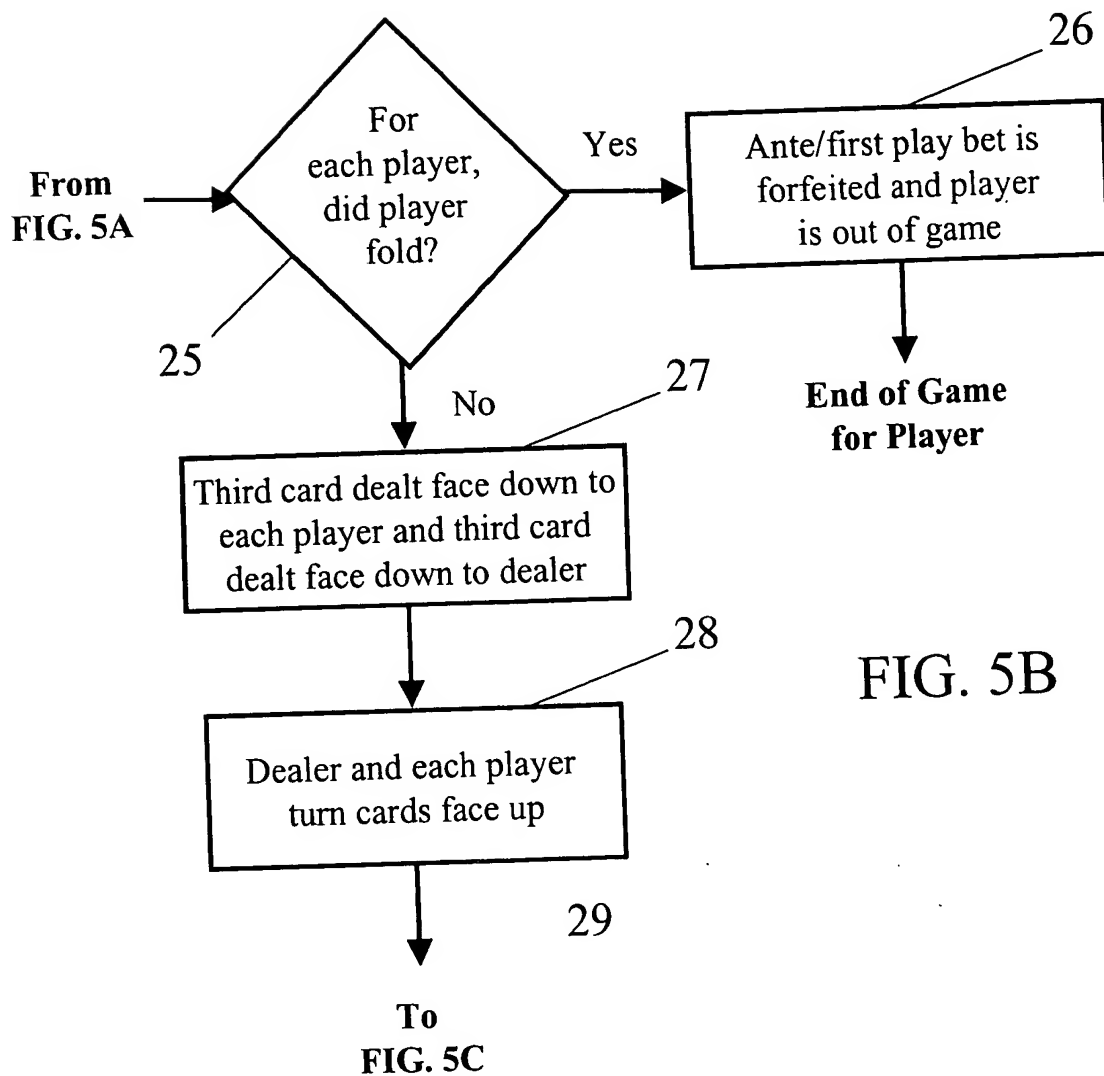 26
For
each player,
did player
fold?
Yes
Ante/first play bet is
forfeited and player
is out of game
From
FIG. 5A
25
No
27
End of Game
for Player
Third card dealt face down to
each player and third card
dealt face down to dealer
28
FIG. 5B
Dealer and each player
turn cards face up
29
To
FIG. 5C